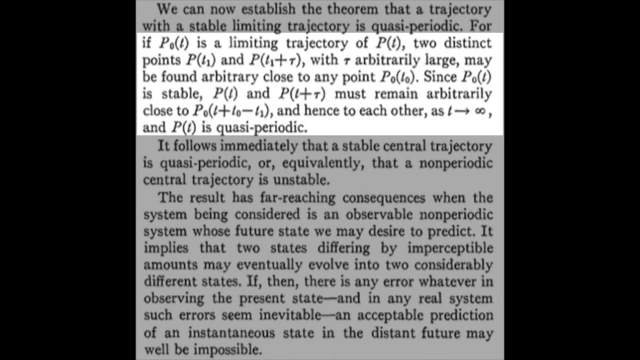 We can now establish the theorem that a trajectory
with a stable limiting trajectory is quasi-periodic. For
if P₀(t) is a limiting trajectory of P(t), two distinct
points P(t₁) and P(t₁+τ), with τ arbitrarily large, may
be found arbitrary close to any point P₀(t₀). Since P₀(t)
is stable, P(t) and P(t+τ) must remain arbitrarily
close to P₀(t+t₀−t₁), and hence to each other, as t→∞,
and P(t) is quasi-periodic.
It follows immediately that a stable central trajectory
is quasi-periodic, or, equivalently, that a nonperiodic
central trajectory is unstable.
The result has far-reaching consequences when the
system being considered is an observable nonperiodic
system whose future state we may desire to predict. It
implies that two states differing by imperceptible
amounts may eventually evolve into two considerably
different states. If, then, there is any error whatever in
observing the present state—and in any real system
such errors seem inevitable—an acceptable prediction
of an instantaneous state in the distant future may
well be impossible.